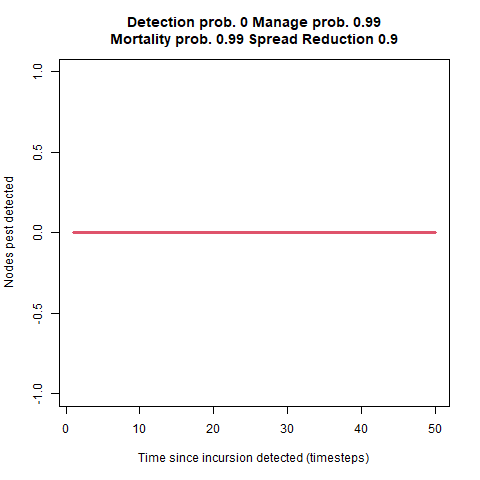 Detection prob. 0 Manage prob. 0.99
Mortality prob. 0.99 Spread Reduction 0.9
Nodes pest detected
1.0
0.5
0.0
-0.5
-1.0
0 10 20 30 40 50
Time since incursion detected (timesteps)